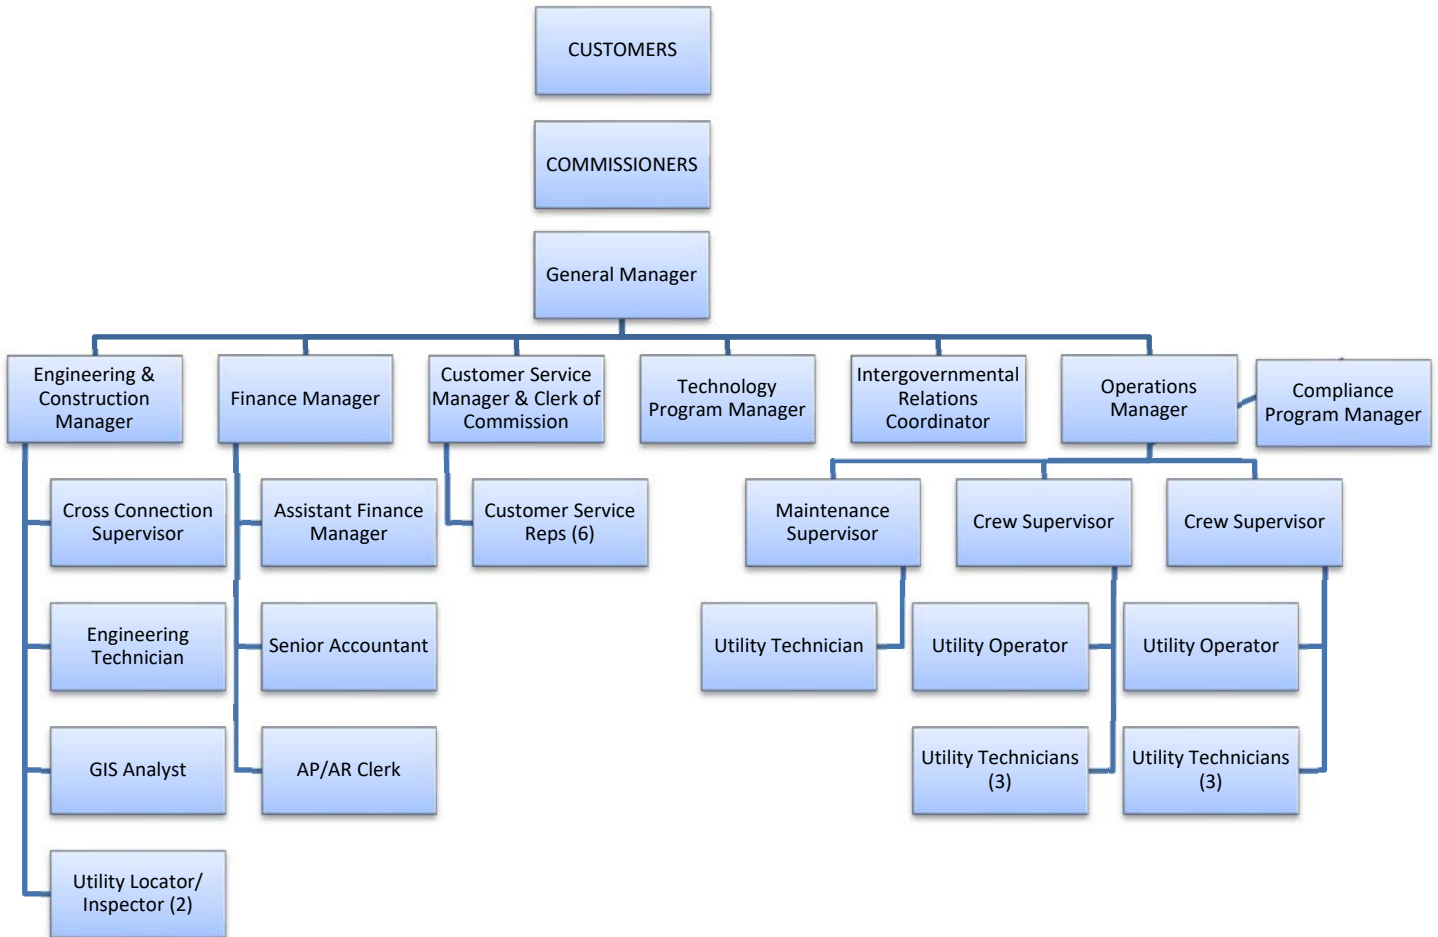 CUSTOMERS
COMMISSIONERS
General Manager
Engineering &
Construction
Manager
Finance Manager
Customer Service
Manager & Clerk of
Commission
Technology
Program Manager
Intergovernmental
Relations
Coordinator
Operations
Manager
Compliance
Program Manager
Cross Connection
Supervisor
Assistant Finance
Manager
Customer Service
Reps (6)
Maintenance
Supervisor
Crew Supervisor
Crew Supervisor
Engineering
Technician
Senior Accountant
Utility Technician
Utility Operator
Utility Operator
GIS Analyst
AP/AR Clerk
Utility Technicians
(3)
Utility Technicians
(3)
Utility Locator/
Inspector (2)